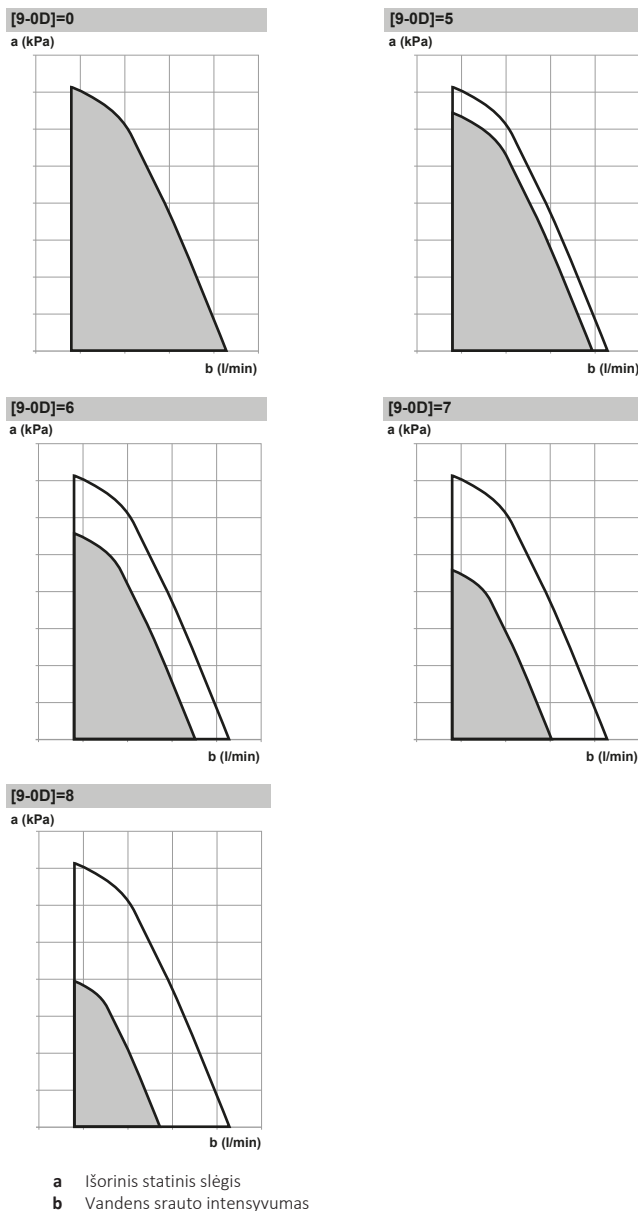 [9-0D]=0
a (kPa)
b (l/min)
[9-0D]=5
a (kPa)
b (l/min)
[9-0D]=6
a (kPa)
b (l/min)
[9-0D]=7
a (kPa)
b (l/min)
[9-0D]=8
a (kPa)
b (l/min)
a Išorinis statinis slėgis
b Vandens srauto intensyvumas